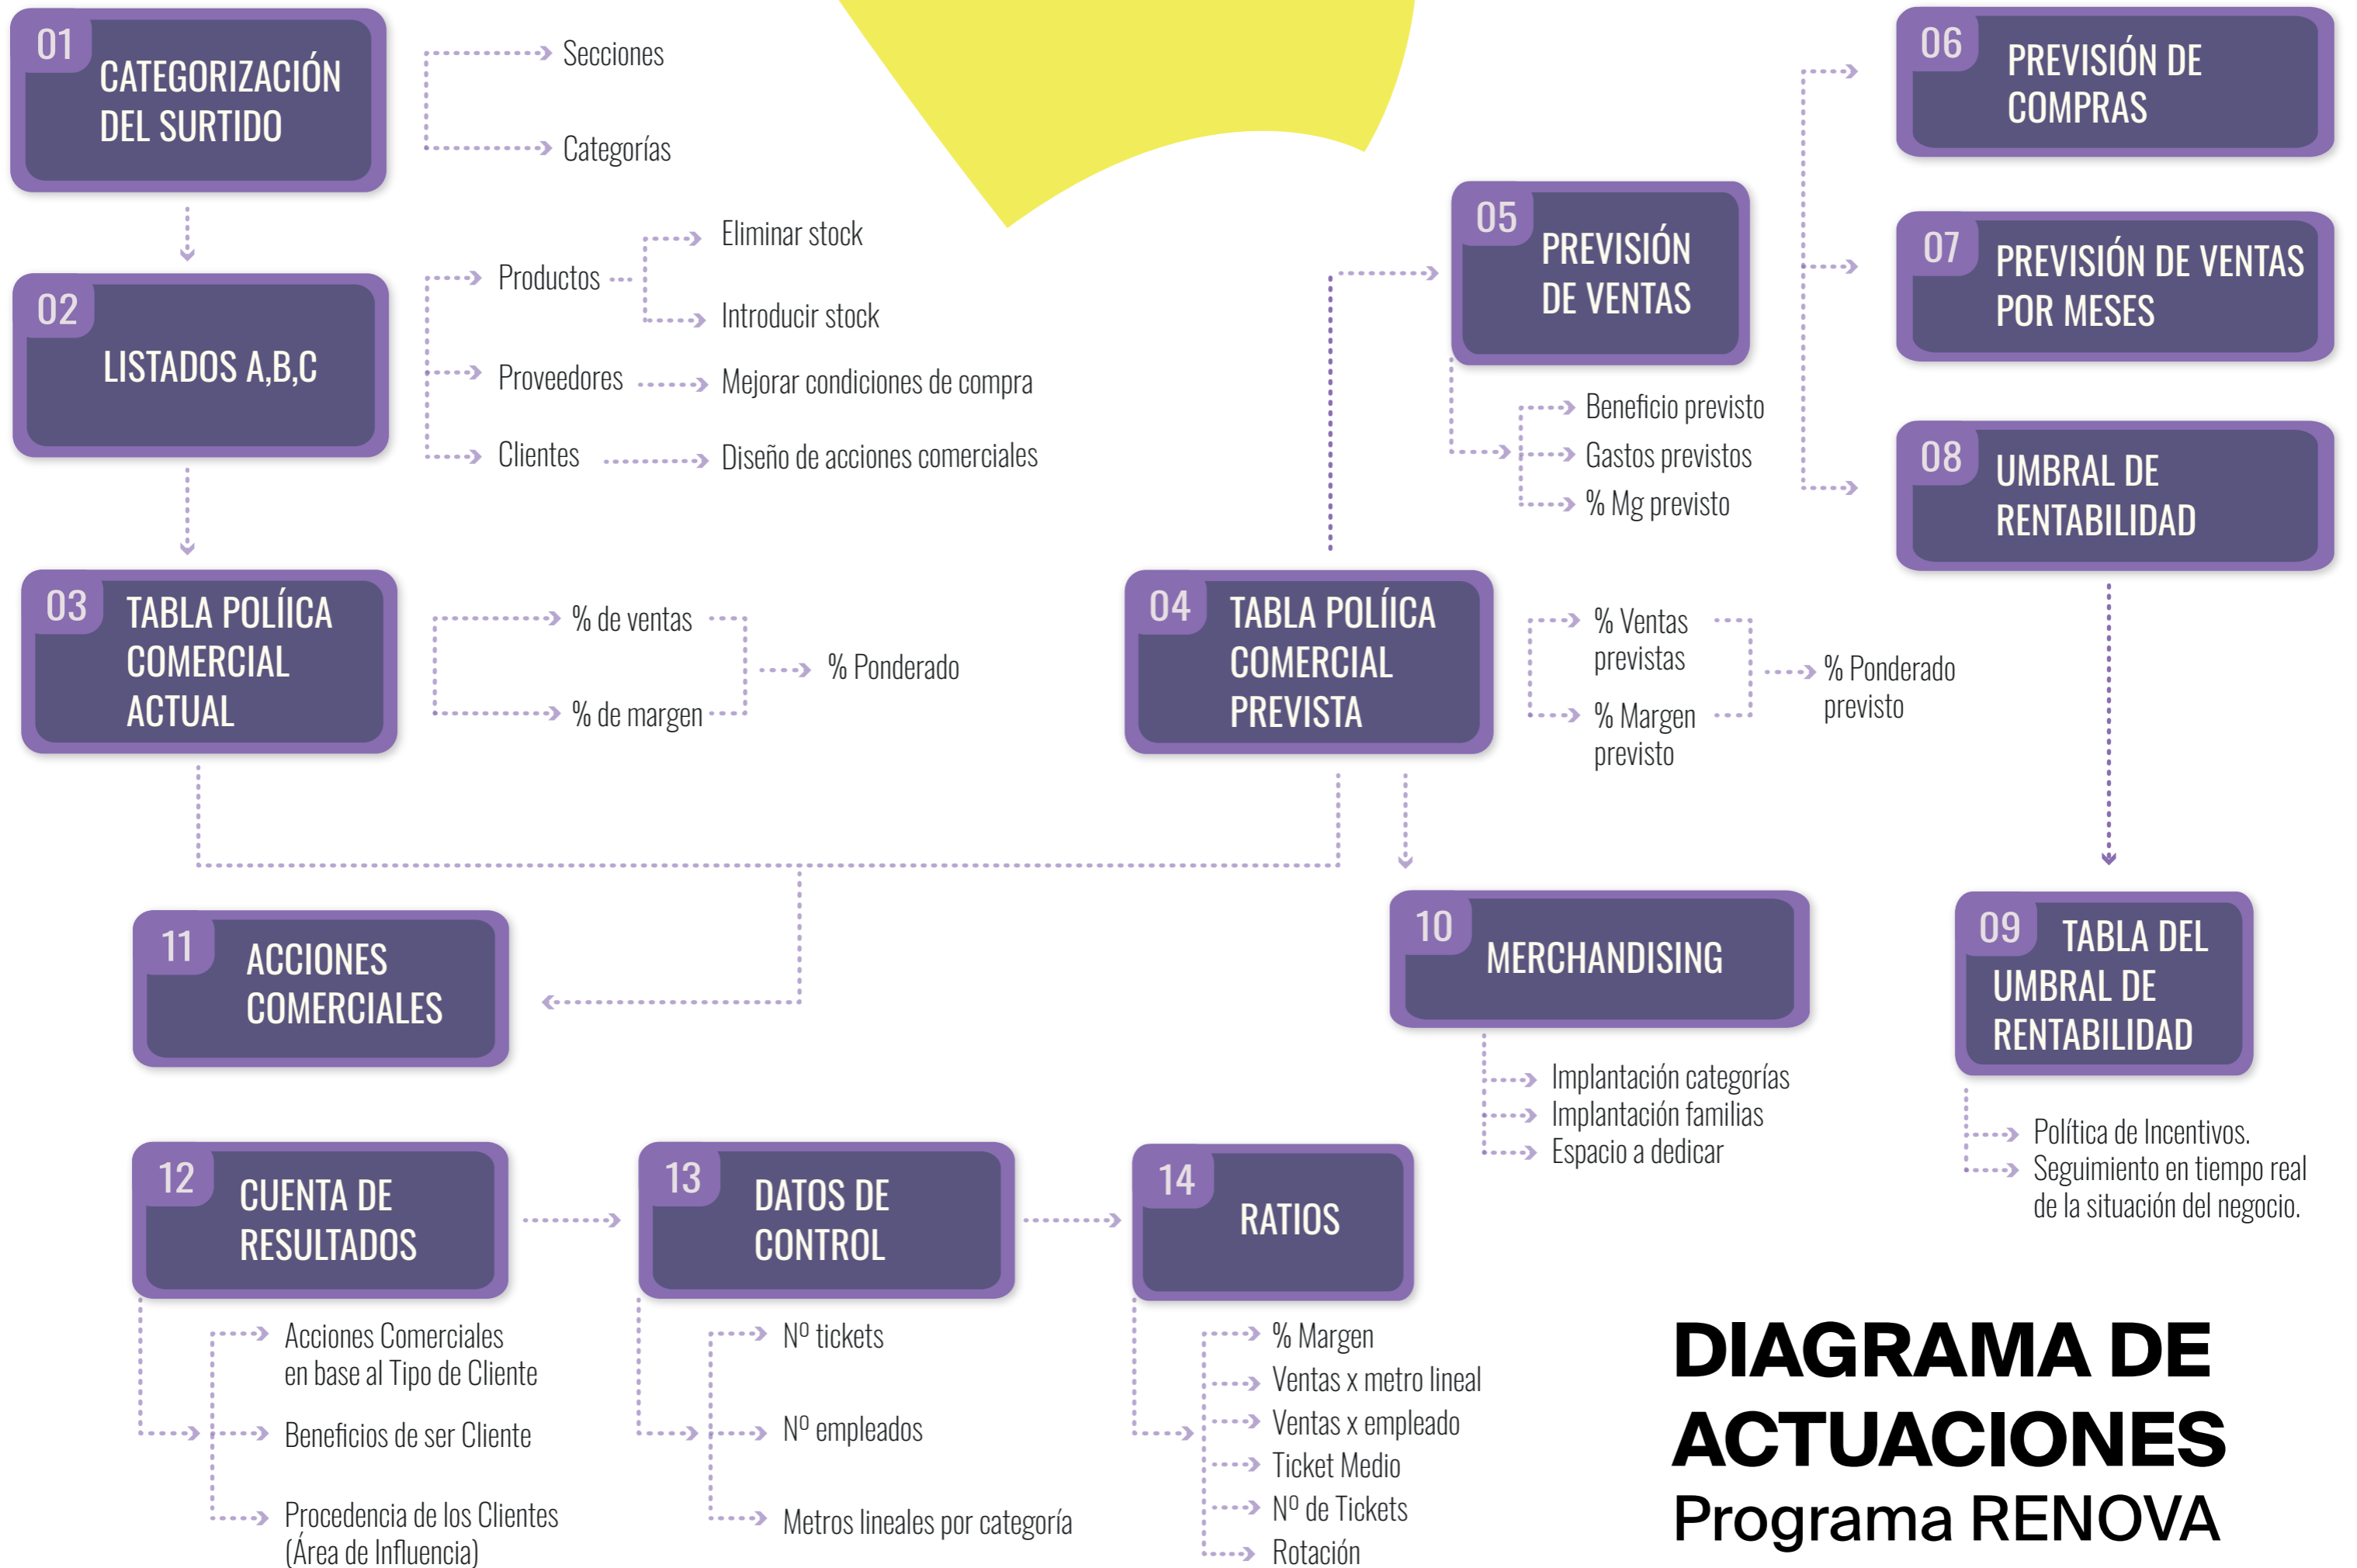 01
CATEGORIZACIÓN
DEL SURTIDO
Secciones
Categorías
02
LISTADOS A,B,C
Productos
Eliminar stock
Introducir stock
Proveedores
Mejorar condiciones de compra
Clientes
Diseño de acciones comerciales
03
TABLA POLÍICA
COMERCIAL
ACTUAL
% de ventas
% de margen
% Ponderado
04
TABLA POLÍICA
COMERCIAL
PREVISTA
% Ventas
previstas
% Margen
previsto
% Ponderado
previsto
05
PREVISIÓN
DE VENTAS
Beneficio previsto
Gastos previstos
% Mg previsto
06
PREVISIÓN DE
COMPRAS
07
PREVISIÓN DE VENTAS
POR MESES
08
UMBRAL DE
RENTABILIDAD
09
TABLA DEL
UMBRAL DE
RENTABILIDAD
Política de Incentivos.
Seguimiento en tiempo real
de la situación del negocio.
10
MERCHANDISING
Implantación categorías
Implantación familias
Espacio a dedicar
11
ACCIONES
COMERCIALES
12
CUENTA DE
RESULTADOS
Acciones Comerciales
en base al Tipo de Cliente
Beneficios de ser Cliente
Procedencia de los Clientes
(Área de Influencia)
13
DATOS DE
CONTROL
Nº tickets
Nº empleados
Metros lineales por categoría
14
RATIOS
% Margen
Ventas x metro lineal
Ventas x empleado
Ticket Medio
Nº de Tickets
Rotación
DIAGRAMA DE
ACTUACIONES
Programa RENOVA